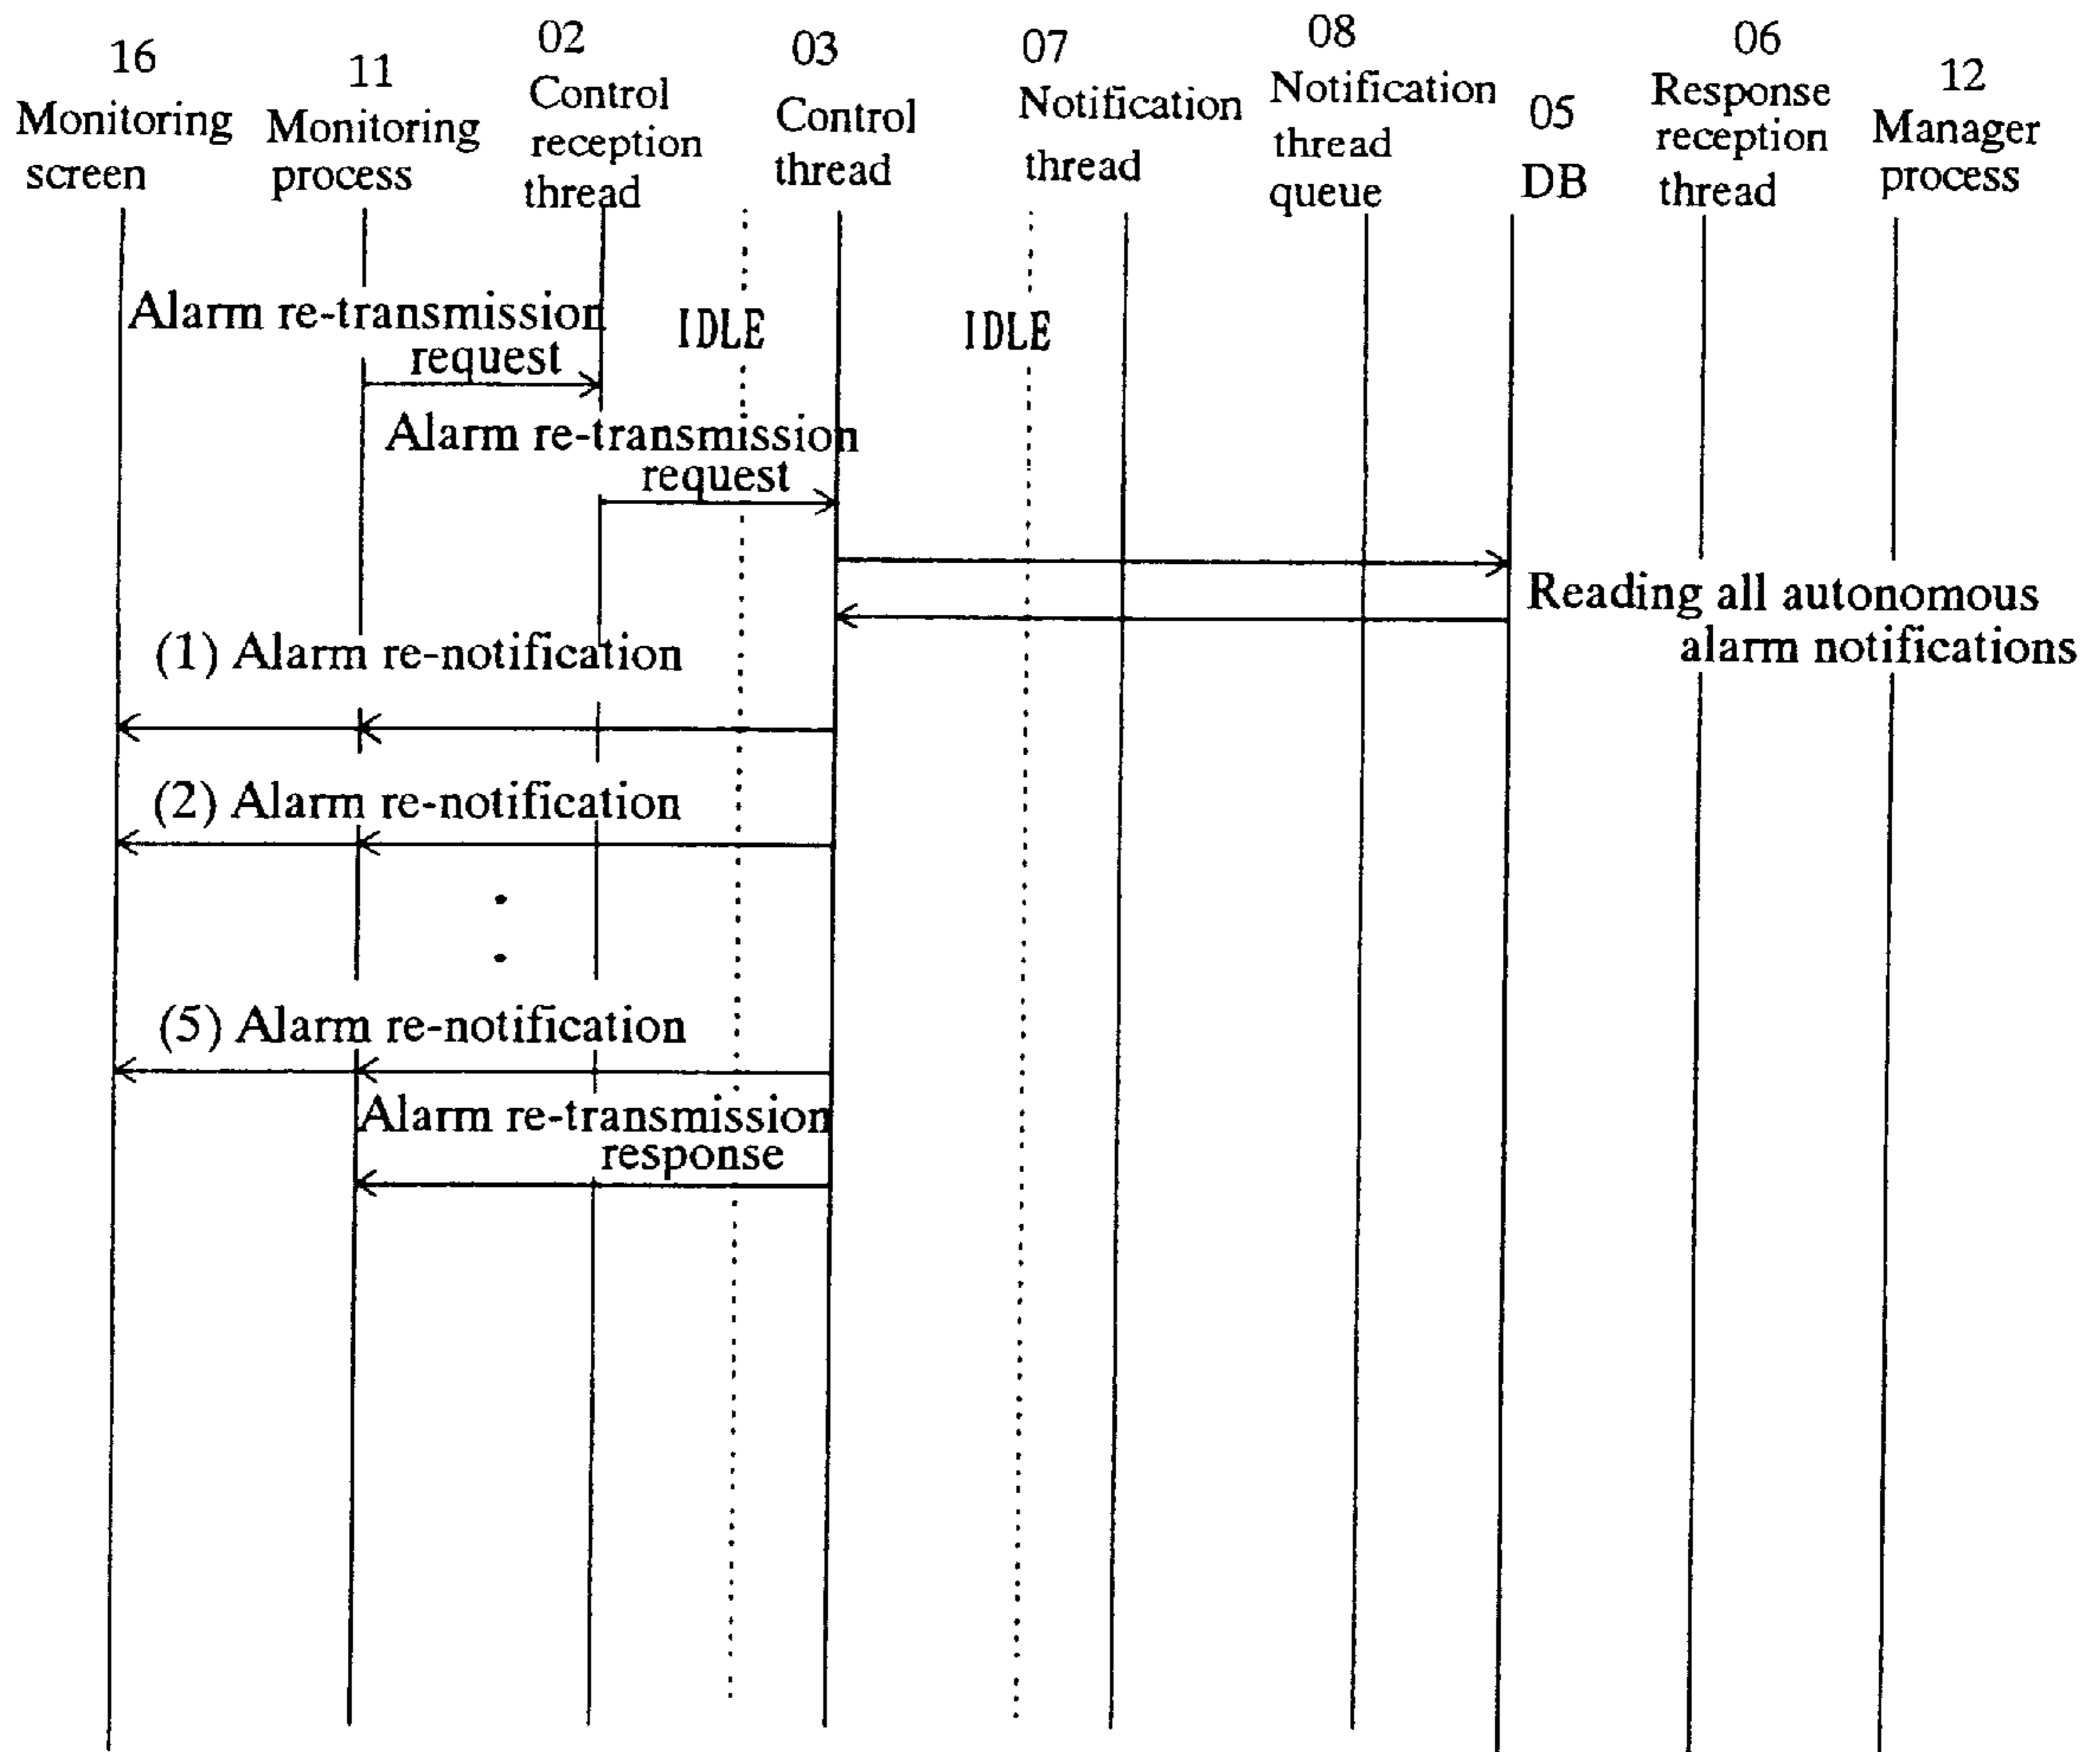 16
Monitoring
screen
11
Monitoring
process
02
Control
reception
thread
03
Control
thread
07
Notification
thread
08
Notification
thread
queue
05
DB
06
Response
reception
thread
12
Manager
process
Alarm re-transmission
request
IDLE
IDLE
Alarm re-transmission
request
Reading all autonomous
alarm notifications
(1) Alarm re-notification
(2) Alarm re-notification
(5) Alarm re-notification
Alarm re-transmission
response